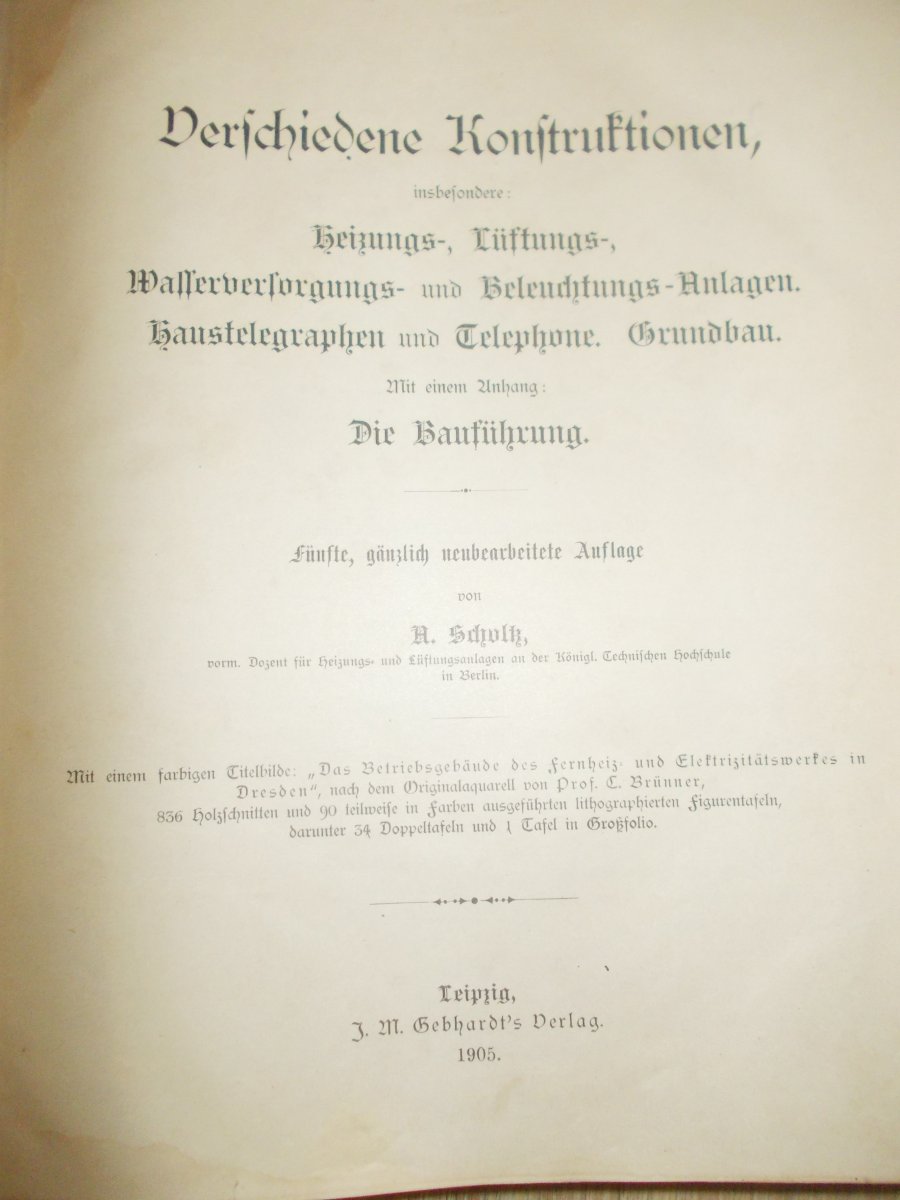 Verschiedene Konstruktionen,
insbesondere:
Heizungs-, Lüftungs-,
Wasserversorgungs- und Beleuchtungs-Anlagen.
Haustelegraphen und Telephone. Grundbau.
Mit einem Anhang:
Die Bauführung.
Fünfte, gänzlich neubearbeitete Auflage
von
A. Scholtz,
vorm. Dozent für Heizungs- und Lüftungsanlagen an der Königl. Technischen Hochschule
in Berlin.
Mit einem farbigen Titelbilde: „Das Betriebsgebäude des Fernheiz- und Elektrizitätswerkes in
Dresden“, nach dem Originalaquarell von Prof. C. Brünner,
836 Holzschnitten und 90 teilweise in Farben ausgeführten lithographierten Figurentafeln,
darunter 34 Doppeltafeln und 1 Tafel in Großfolio.
Leipzig,
J. M. Gebhardt's Verlag.
1905.